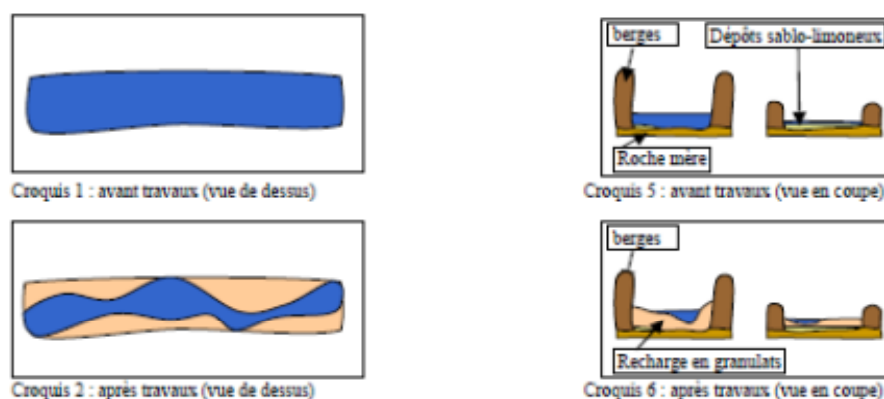 berges
Dépôts sablo-limoneux
Roche mère
Croquis 1 : avant travaux (vue de dessus)
Croquis 5 : avant travaux (vue en coupe)
berges
Recharge en granulats
Croquis 2 : après travaux (vue de dessus)
Croquis 6 : après travaux (vue en coupe)